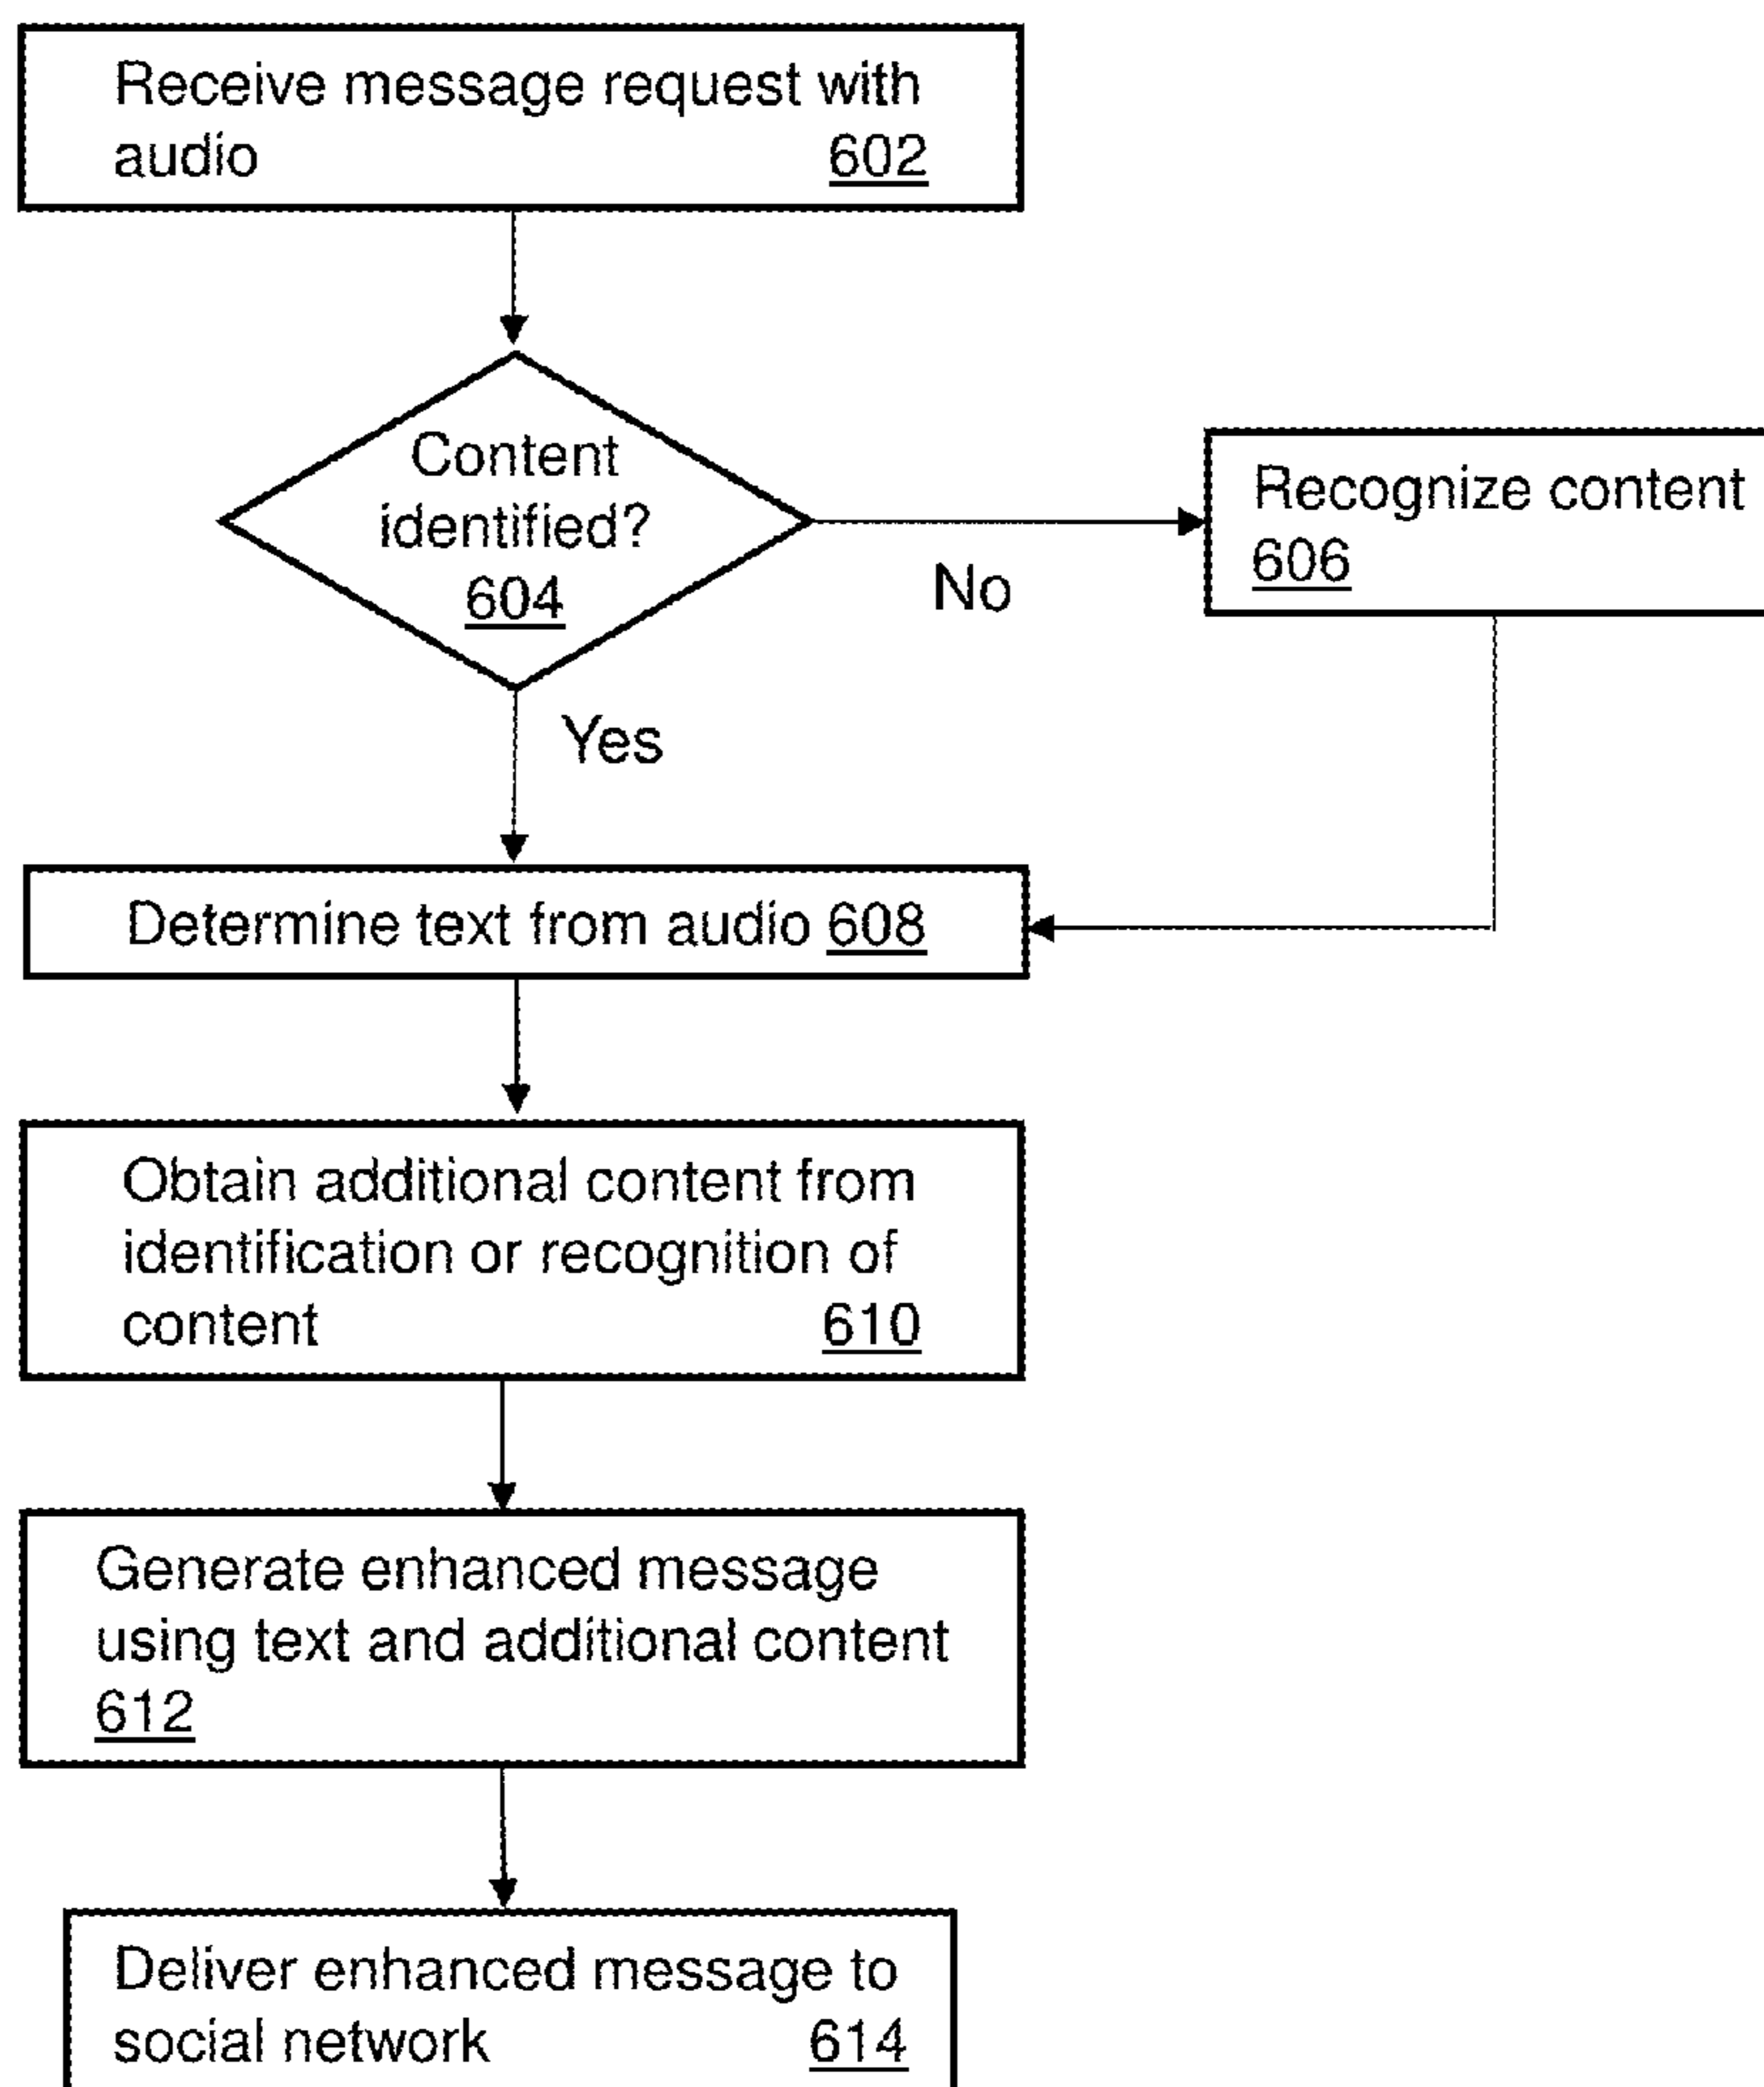 Receive message request with
audio 602
Content
identified?
604
No
Recognize content
606
Yes
Determine text from audio 608
Obtain additional content from
identification or recognition of
content 610
Generate enhanced message
using text and additional content
612
Deliver enhanced message to
social network 614